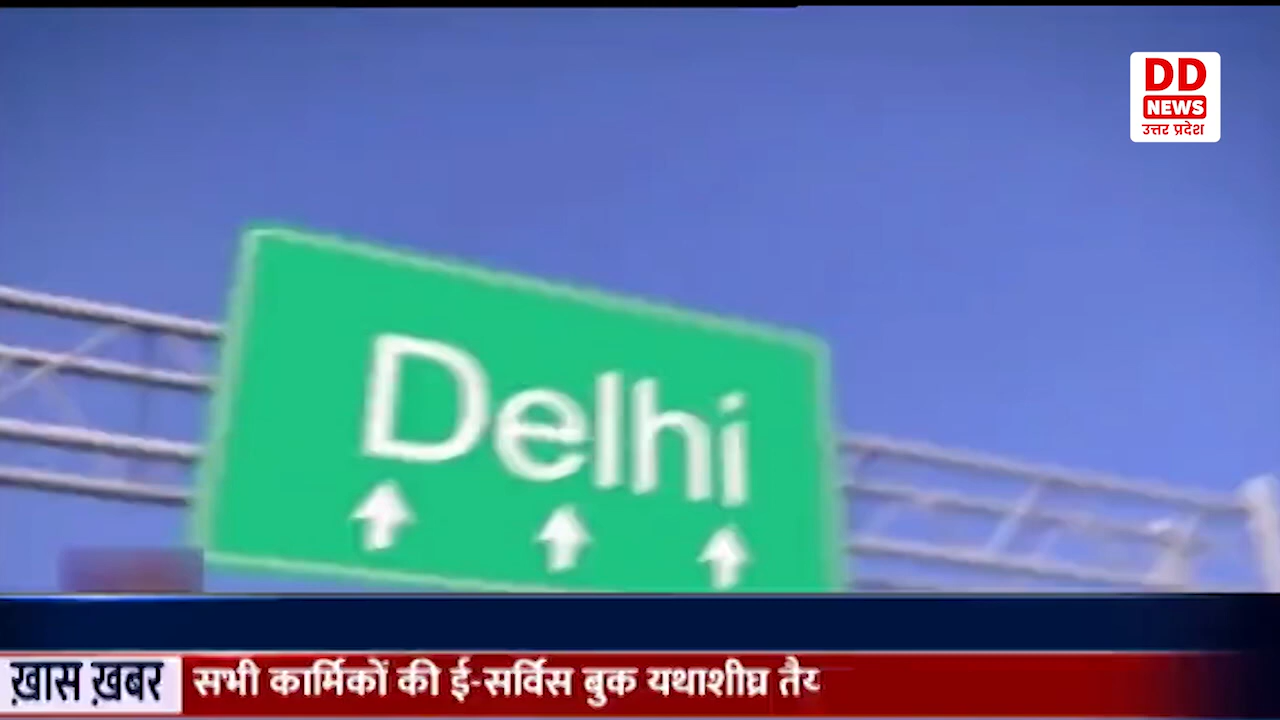 DD
NEWS
उत्तर प्रदेश
Delhi
ख़ास ख़बर
सभी कार्मिकों की ई-सर्विस बुक यथाशीघ्र